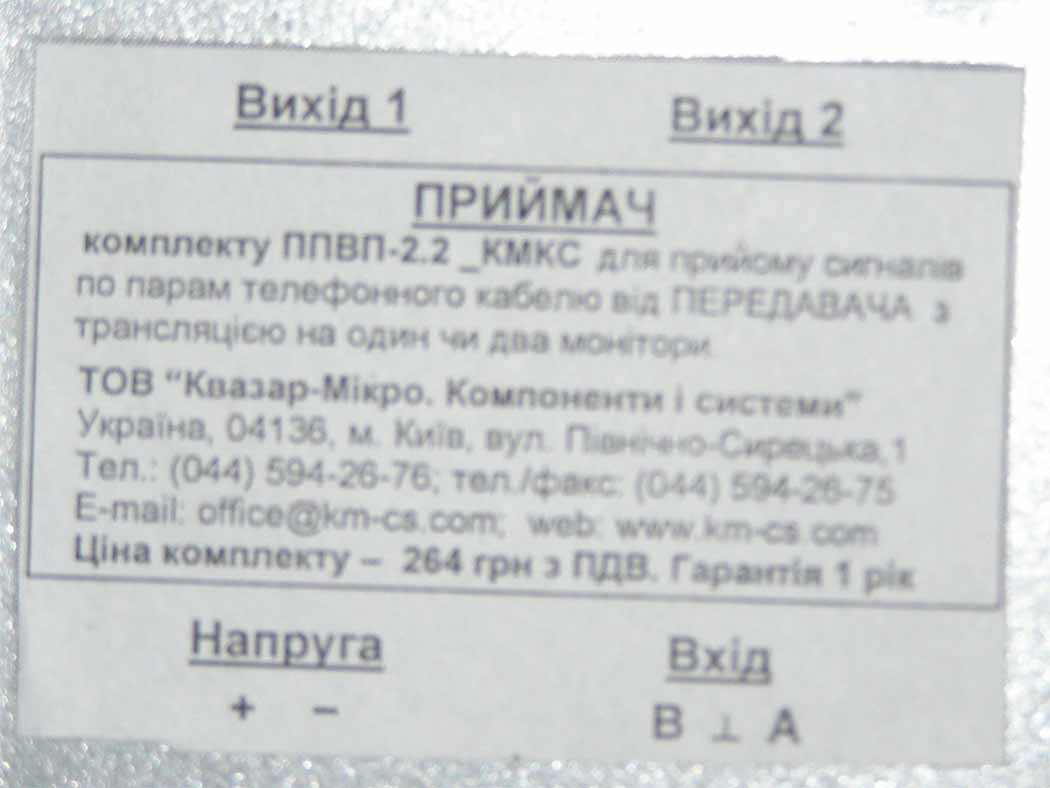 Вихід 1 Вихід 2
ПРИЙМАЧ
комплекту ППВП-2.2 _КМКС для прийому сигналів
по парам телефонного кабелю від ПЕРЕДАВАЧА з
трансляцією на один чи два монітори.
ТОВ “Квазар-Мікро. Компоненти і системи”
Україна, 04136, м. Київ, вул. Північно-Сирецька,1
Тел.: (044) 594-26-76; тел./факс: (044) 594-26-75
E-mail: office@km-cs.com; web: www.km-cs.com
Ціна комплекту – 264 грн з ПДВ. Гарантія 1 рік
Напруга Вхід
+ – B ⊥ A